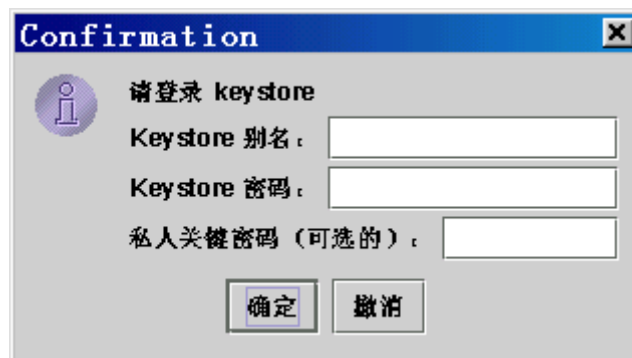 Confirmation
请登录 keystore
Keystore 别名：
Keystore 密码：
私人关键密码（可选的）：
确定 撤消